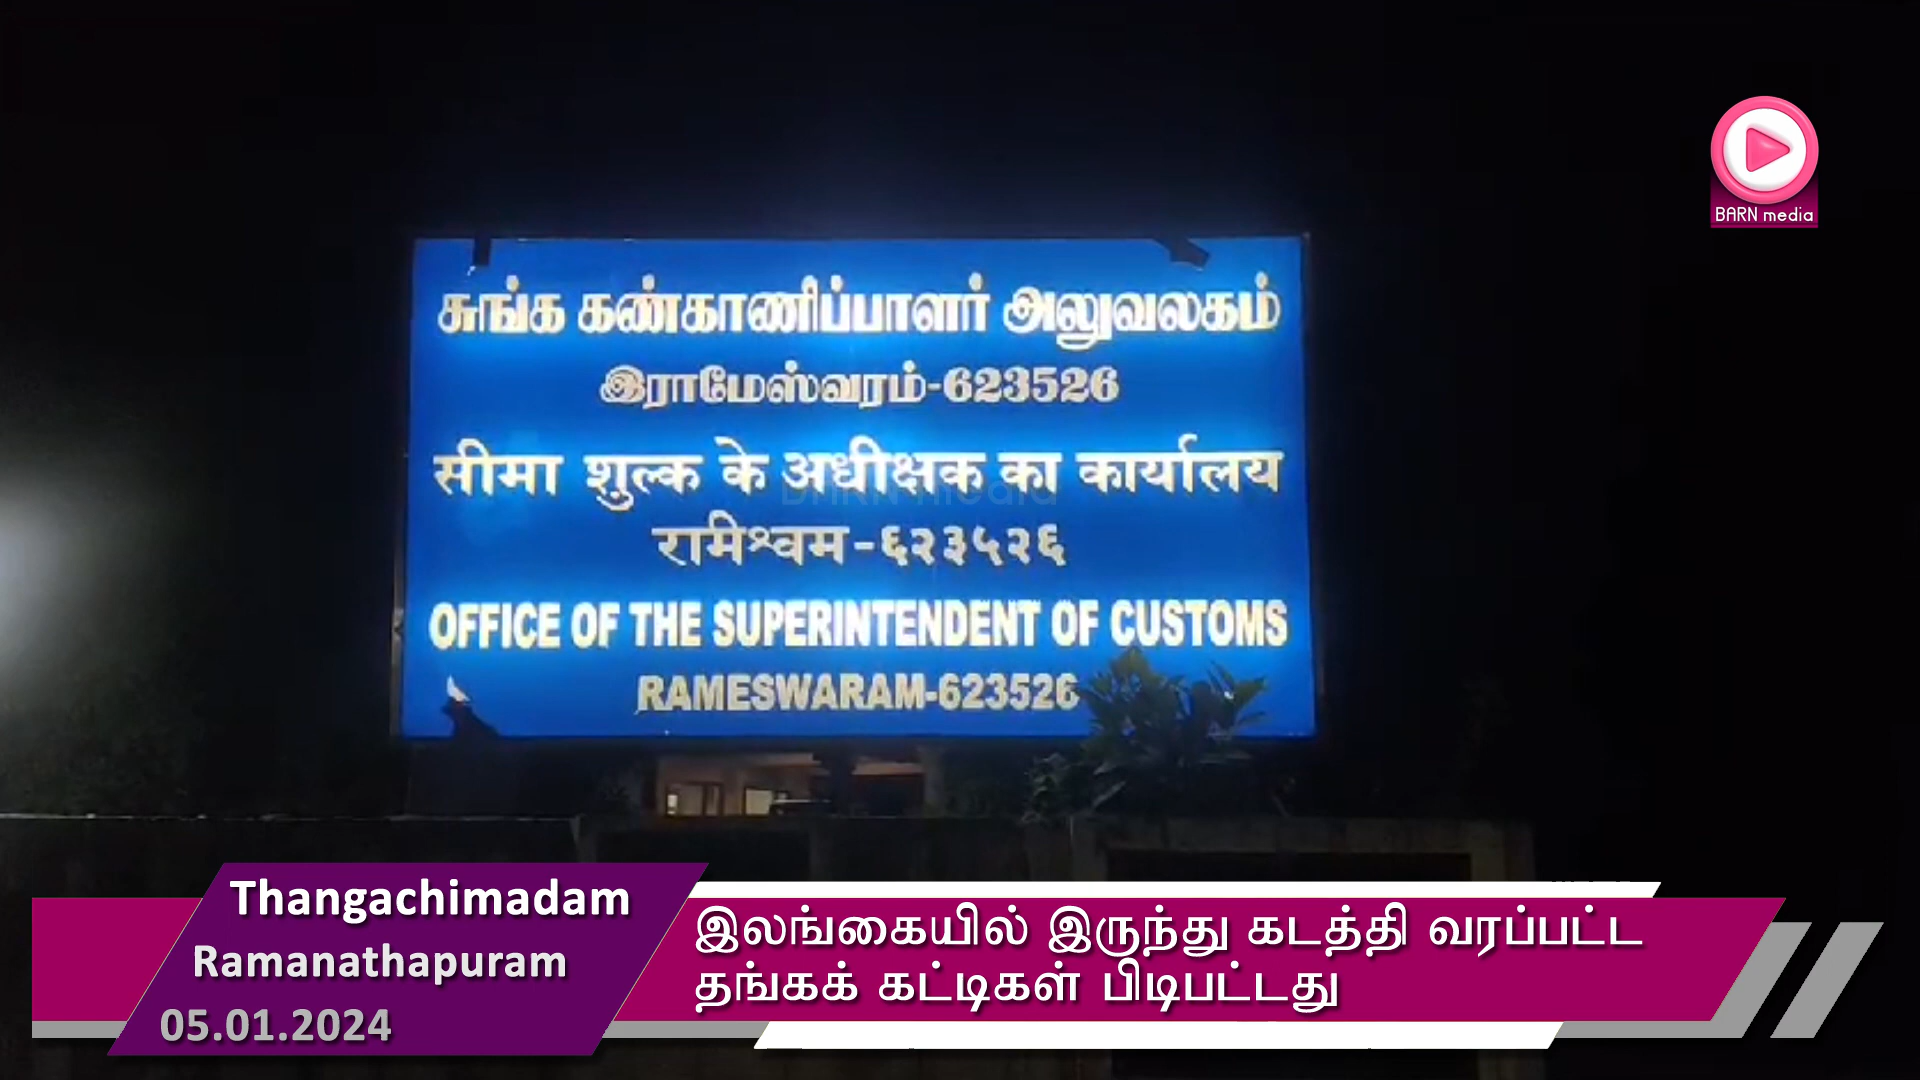 BARN media
சுங்க கண்காணிப்பாளர் அலுவலகம்
இராமேஸ்வரம்-623526
सीमा शुल्क के अधीक्षक का कार्यालय
रामेश्वम-६२३५२६
OFFICE OF THE SUPERINTENDENT OF CUSTOMS
RAMESWARAM-623526
Thangachimadam
Ramanathapuram
05.01.2024
இலங்கையில் இருந்து கடத்தி வரப்பட்ட
தங்கக் கட்டிகள் பிடிபட்டது